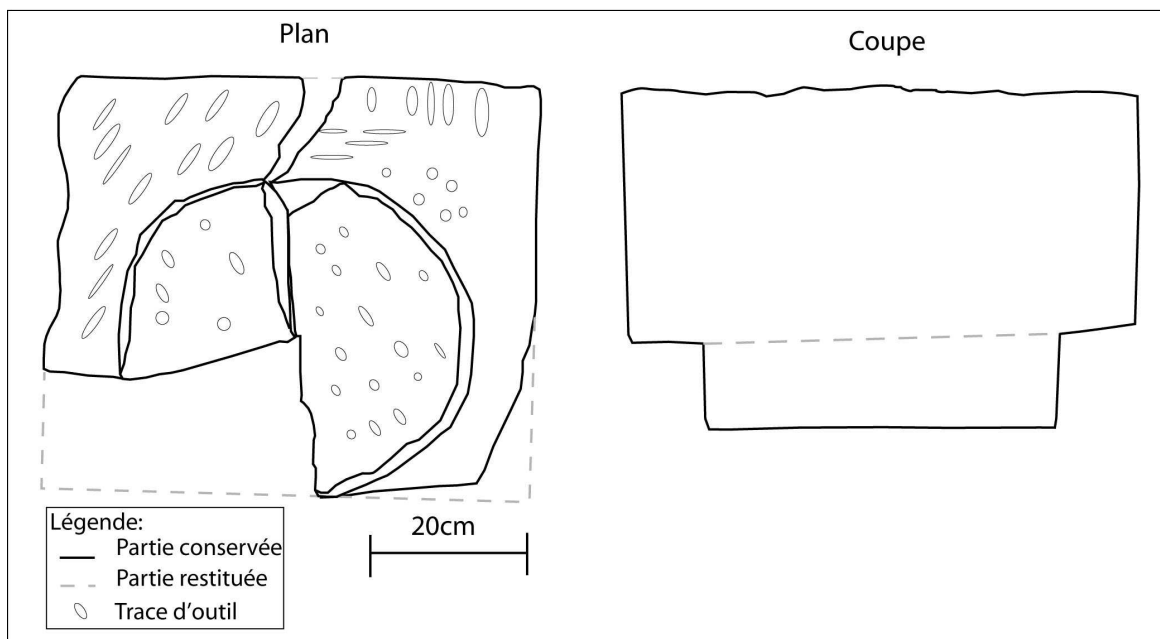 Plan
Coupe
20cm
Légende:
Partie conservée
Partie restituée
Trace d'outil